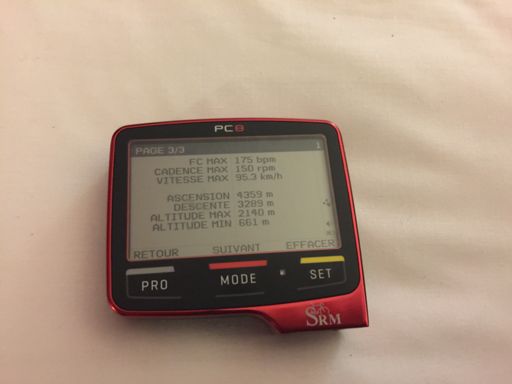 PC8
PAGE 3/3 1
FC MAX 175 bpm
CADENCE MAX 150 rpm
VITESSE MAX 95.3 km/h
ASCENSION 4359 m
DESCENTE 3289 m
ALTITUDE MAX 2140 m
ALTITUDE MIN 661 m
RETOUR SUIVANT EFFACER
PRO MODE SET
SRM